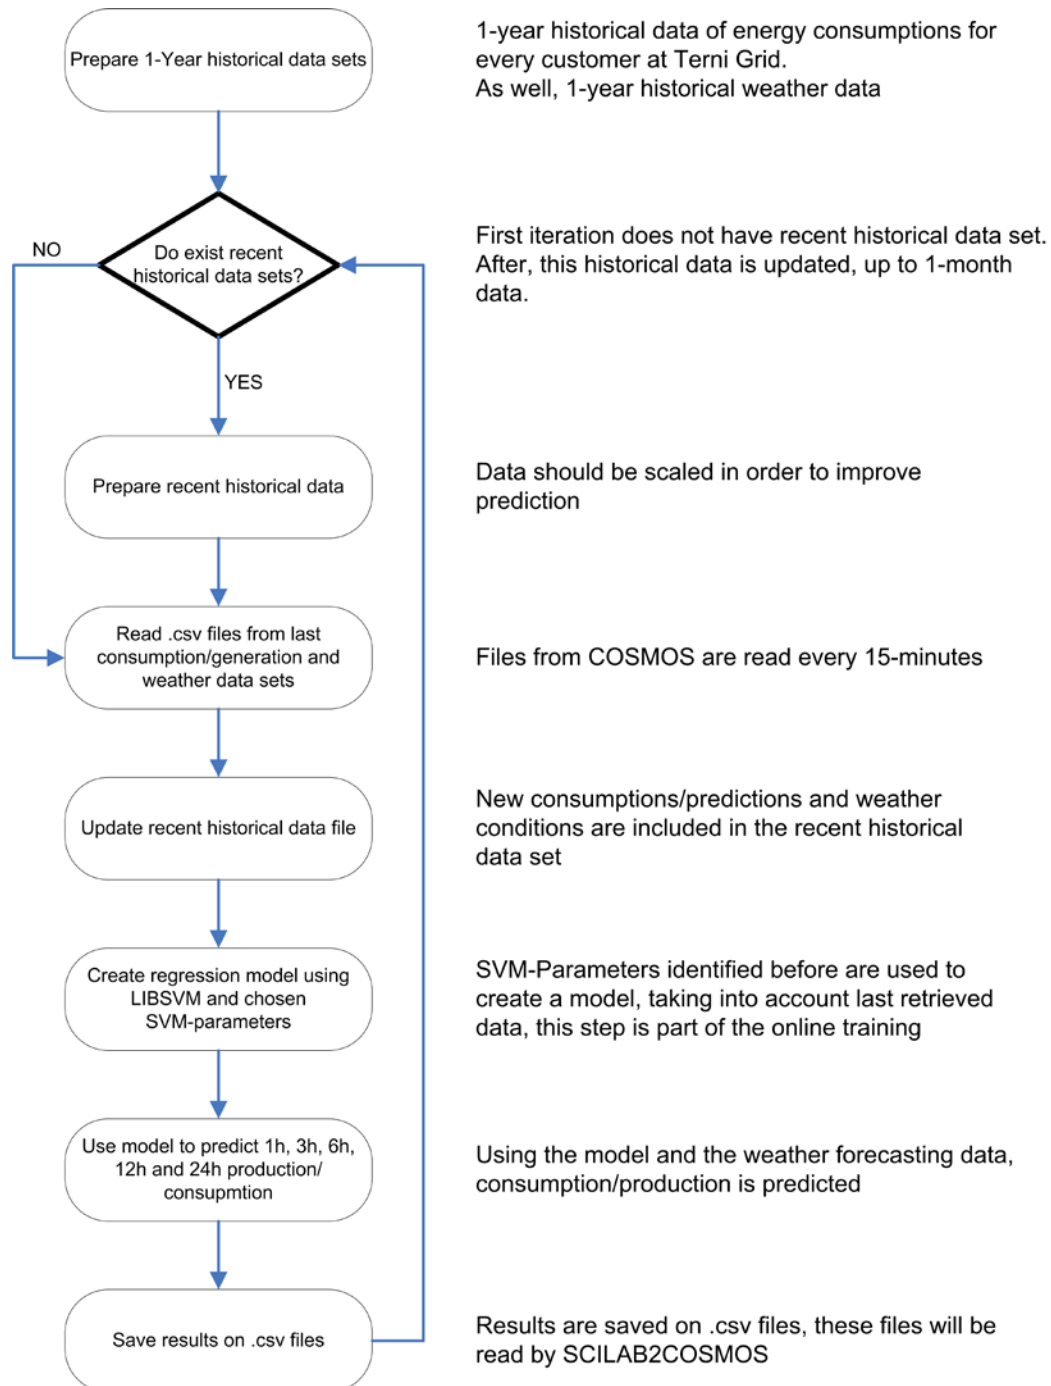 Prepare 1-Year historical data sets
1-year historical data of energy consumptions for
every customer at Terni Grid.
As well, 1-year historical weather data
NO
Do exist recent
historical data sets?
First iteration does not have recent historical data set.
After, this historical data is updated, up to 1-month
data.
YES
Prepare recent historical data
Data should be scaled in order to improve
prediction
Read .csv files from last
consumption/generation and
weather data sets
Files from COSMOS are read every 15-minutes
Update recent historical data file
New consumptions/predictions and weather
conditions are included in the recent historical
data set
Create regression model using
LIBSVM and chosen
SVM-parameters
SVM-Parameters identified before are used to
create a model, taking into account last retrieved
data, this step is part of the online training
Use model to predict 1h, 3h, 6h,
12h and 24h production/
consupmtion
Using the model and the weather forecasting data,
consumption/production is predicted
Save results on .csv files
Results are saved on .csv files, these files will be
read by SCILAB2COSMOS